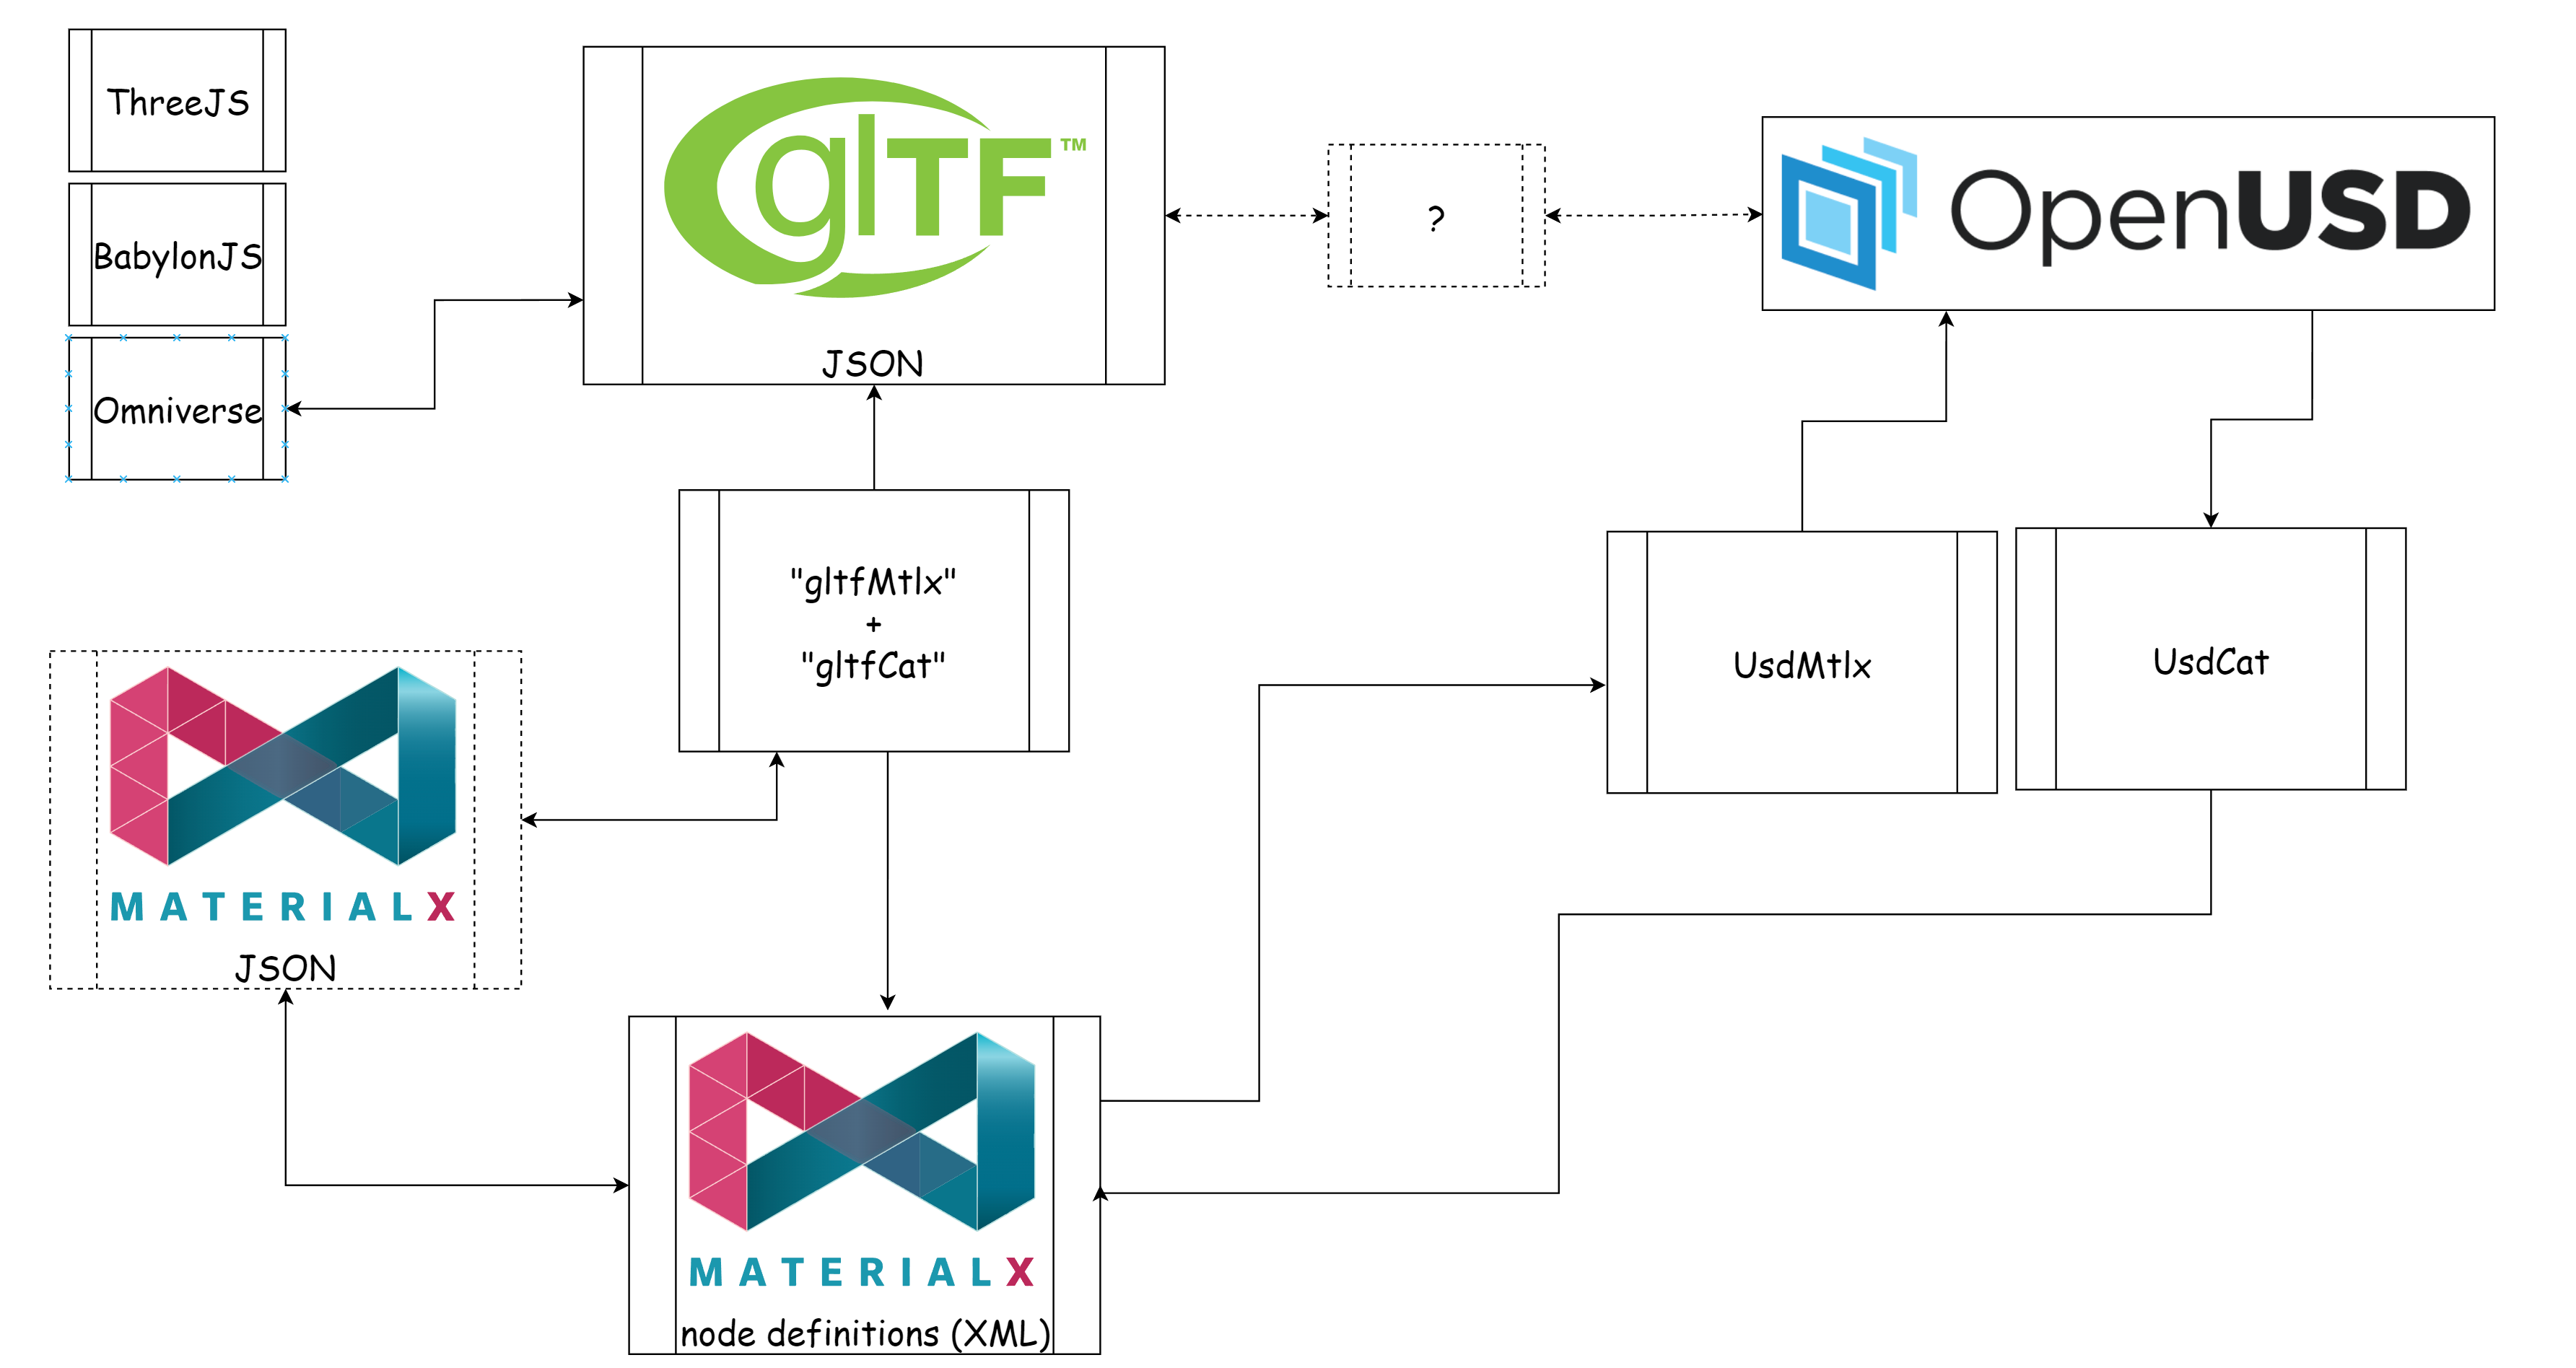 ThreeJS
BabylonJS
Omniverse
glTF™
JSON
?
OpenUSD
"gltfMtlx"
+
"gltfCat"
UsdMtlx
UsdCat
MATERIALX
JSON
MATERIALX
node definitions (XML)